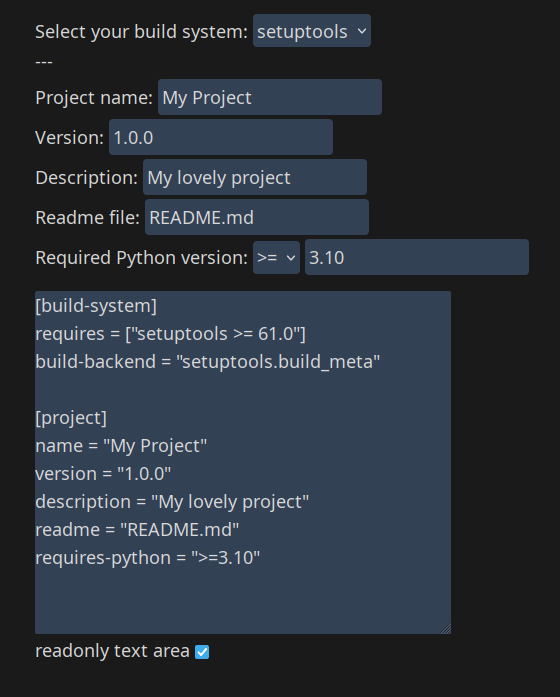 Select your build system: setuptools
---
Project name: My Project
Version: 1.0.0
Description: My lovely project
Readme file: README.md
Required Python version: >= 3.10
[build-system]
requires = ["setuptools >= 61.0"]
build-backend = "setuptools.build_meta"

[project]
name = "My Project"
version = "1.0.0"
description = "My lovely project"
readme = "README.md"
requires-python = ">=3.10"
readonly text area